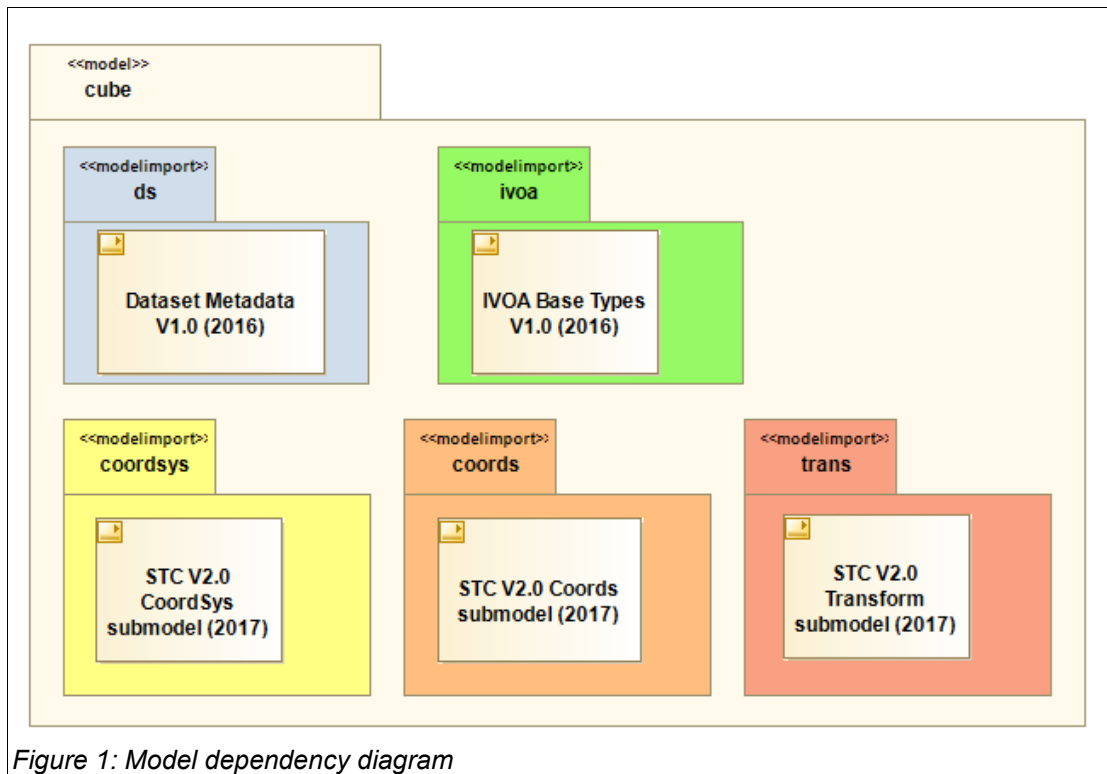 <<model>>
cube
<<modelimport>>
ds
Dataset Metadata
V1.0 (2016)
<<modelimport>>
ivoa
IVOA Base Types
V1.0 (2016)
<<modelimport>>
coordsys
STC V2.0
CoordSys
submodel (2017)
<<modelimport>>
coords
STC V2.0 Coords
submodel (2017)
<<modelimport>>
trans
STC V2.0
Transform
submodel (2017)
Figure 1: Model dependency diagram